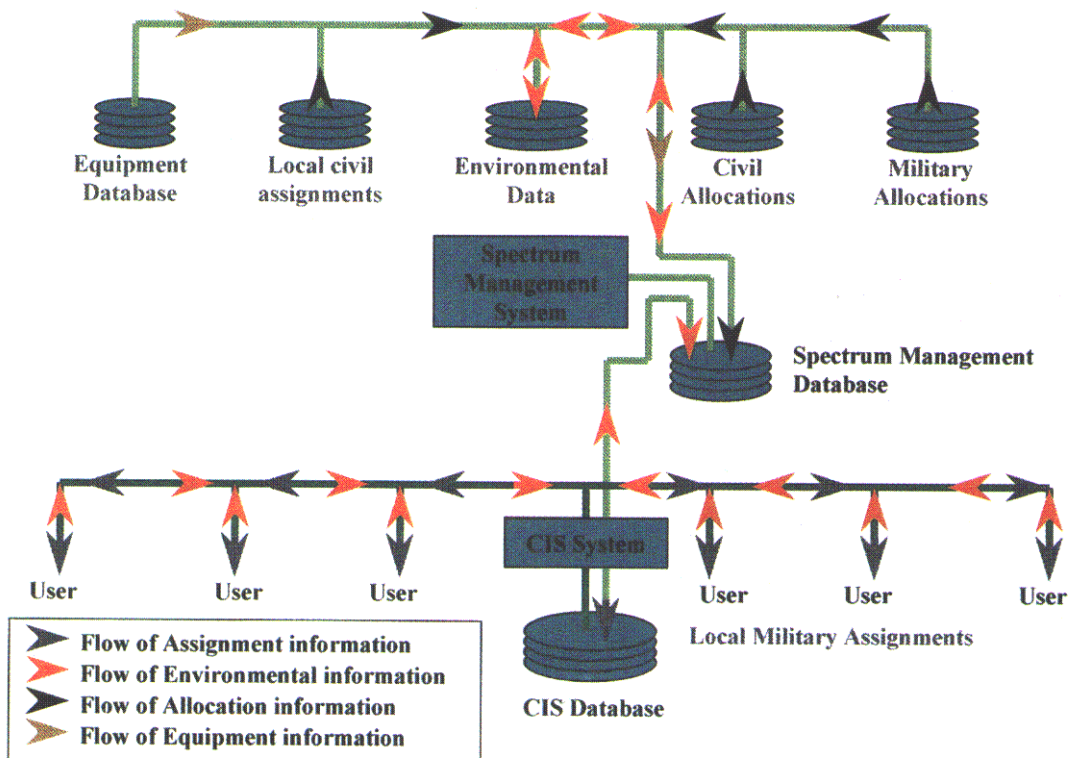 Equipment
Database
Local civil
assignments
Environmental
Data
Civil
Allocations
Military
Allocations
Spectrum
Management
System
Spectrum Management
Database
CIS System
User
User
User
User
User
User
Local Military Assignments
CIS Database
Flow of Assignment information
Flow of Environmental information
Flow of Allocation information
Flow of Equipment information